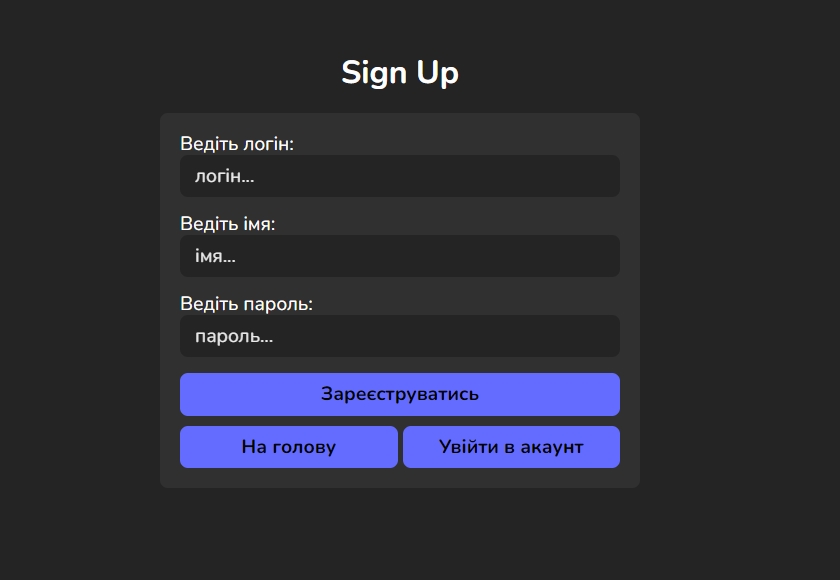 Sign Up
Ведіть логін:
логін...
Ведіть імя:
імя...
Ведіть пароль:
пароль...
Зареєструватись
На голову
Увійти в акаунт